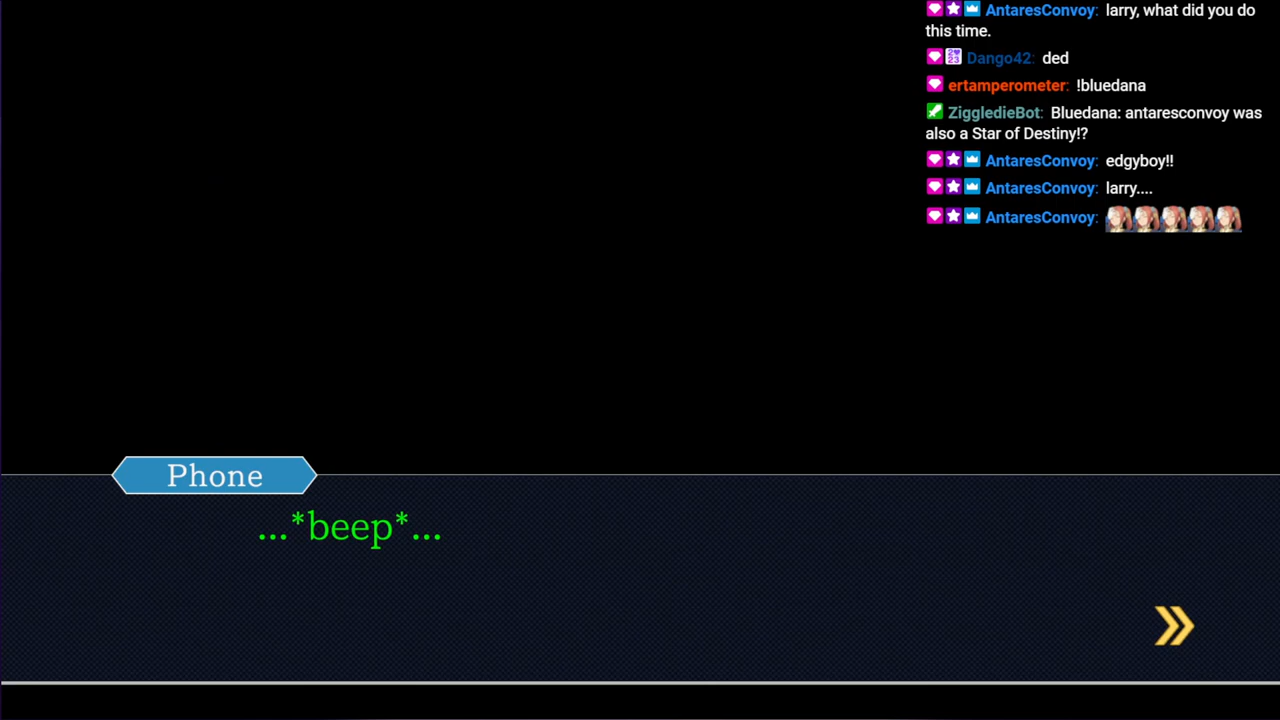 AntaresConvoy: larry, what did you do
this time.
Dango42: ded
ertamperometer: !bluedana
ZiggledieBot: Bluedana: antaresconvoy was
also a Star of Destiny!?
AntaresConvoy: edgyboy!!
AntaresConvoy: larry....
AntaresConvoy:
Phone
...*beep*...